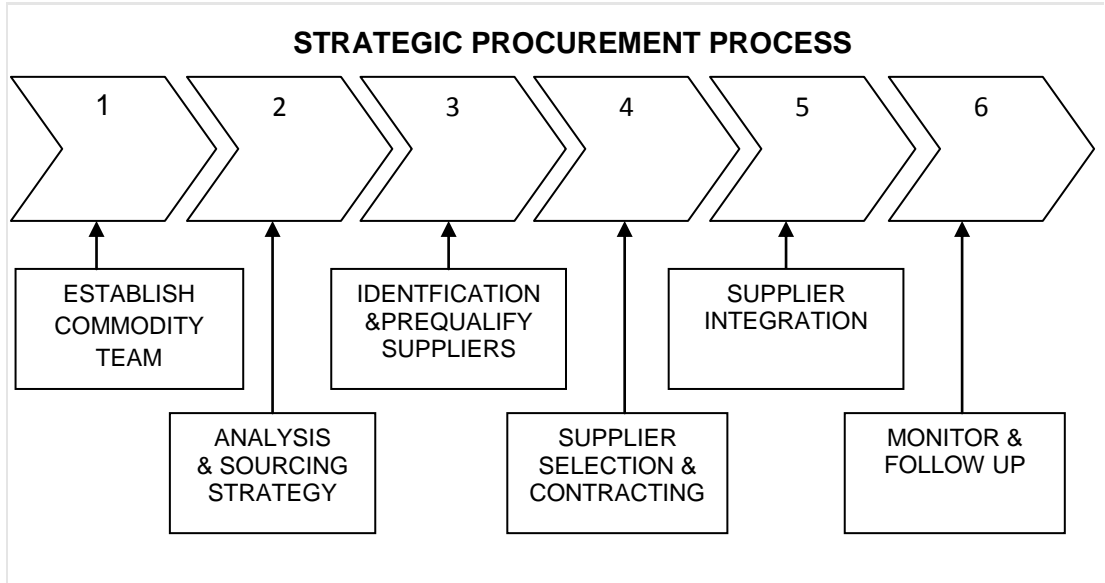 STRATEGIC PROCUREMENT PROCESS
1
2
3
4
5
6
ESTABLISH
COMMODITY
TEAM
IDENTFICATION
&PREQUALIFY
SUPPLIERS
SUPPLIER
INTEGRATION
ANALYSIS
& SOURCING
STRATEGY
SUPPLIER
SELECTION &
CONTRACTING
MONITOR &
FOLLOW UP